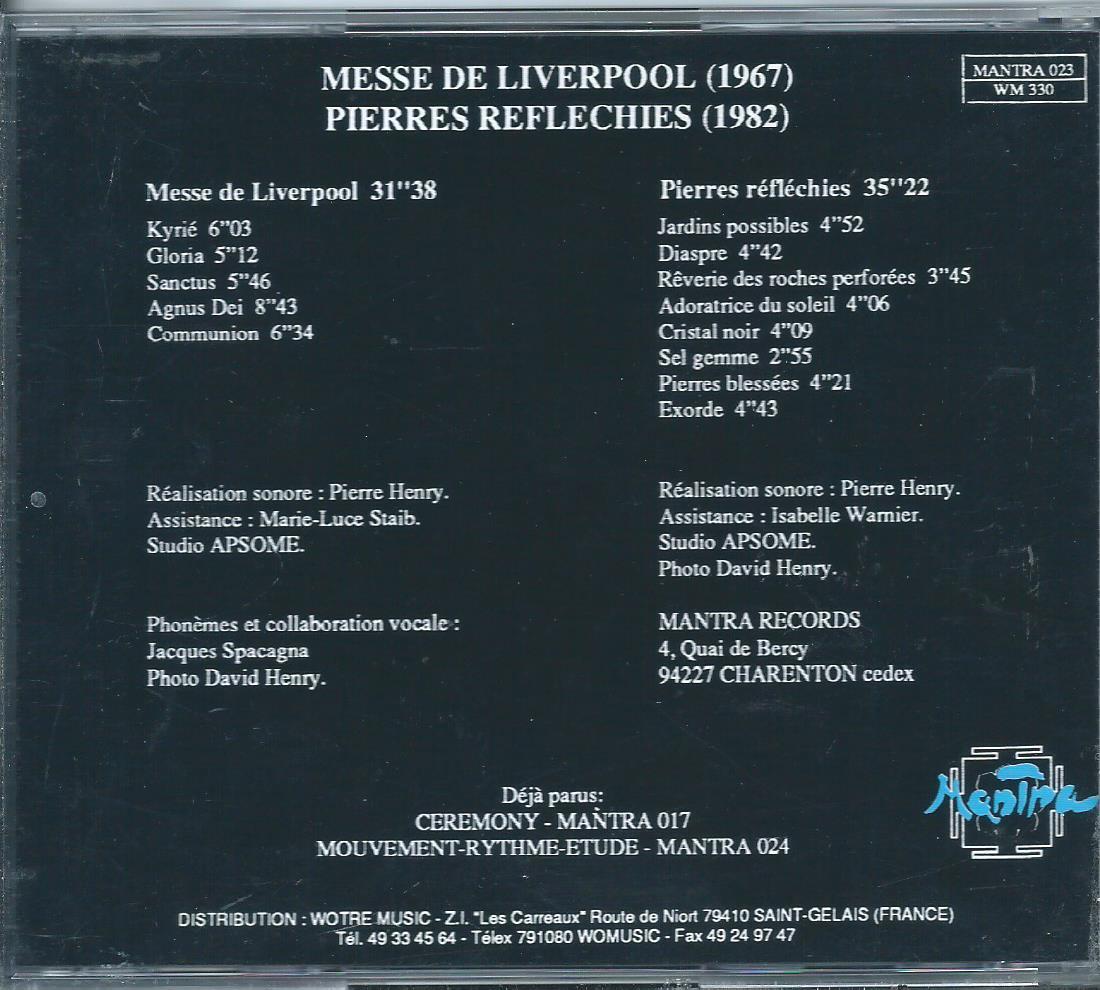 MESSE DE LIVERPOOL (1967)
PIERRES REFLECHIES (1982)
MANTRA 023
WM 330
Messe de Liverpool 31"38
Kyrié 6"03
Gloria 5"12
Sanctus 5"46
Agnus Dei 8"43
Communion 6"34
Pierres réfléchies 35"22
Jardins possibles 4"52
Diaspre 4"42
Rêverie des roches perforées 3"45
Adoratrice du soleil 4"06
Cristal noir 4"09
Sel gemme 2"55
Pierres blessées 4"21
Exorde 4"43
Réalisation sonore : Pierre Henry.
Assistance : Marie-Luce Staib.
Studio APSOME.
Réalisation sonore : Pierre Henry.
Assistance : Isabelle Warnier.
Studio APSOME.
Photo David Henry.
Phonèmes et collaboration vocale :
Jacques Spacagna
Photo David Henry.
MANTRA RECORDS
4, Quai de Bercy
94227 CHARENTON cedex
Mantra
Déjà parus:
CEREMONY - MANTRA 017
MOUVEMENT-RYTHME-ETUDE - MANTRA 024
DISTRIBUTION : WOTRE MUSIC - Z.I. "Les Carreaux" Route de Niort 79410 SAINT-GELAIS (FRANCE)
Tél. 49 33 45 64 - Télex 791080 WOMUSIC - Fax 49 24 97 47